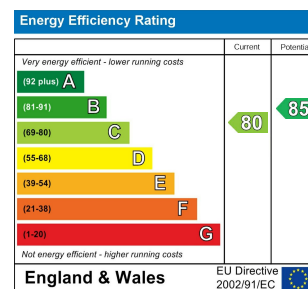 Energy Efficiency Rating
Current Potentia
Very energy efficient - lower running costs
(92 plus) A
(81-91) B
(69-80) C
(55-68) D
(39-54) E
(21-38) F
(1-20) G
80
85
Not energy efficient - higher running costs
England & Wales
EU Directive
2002/91/EC